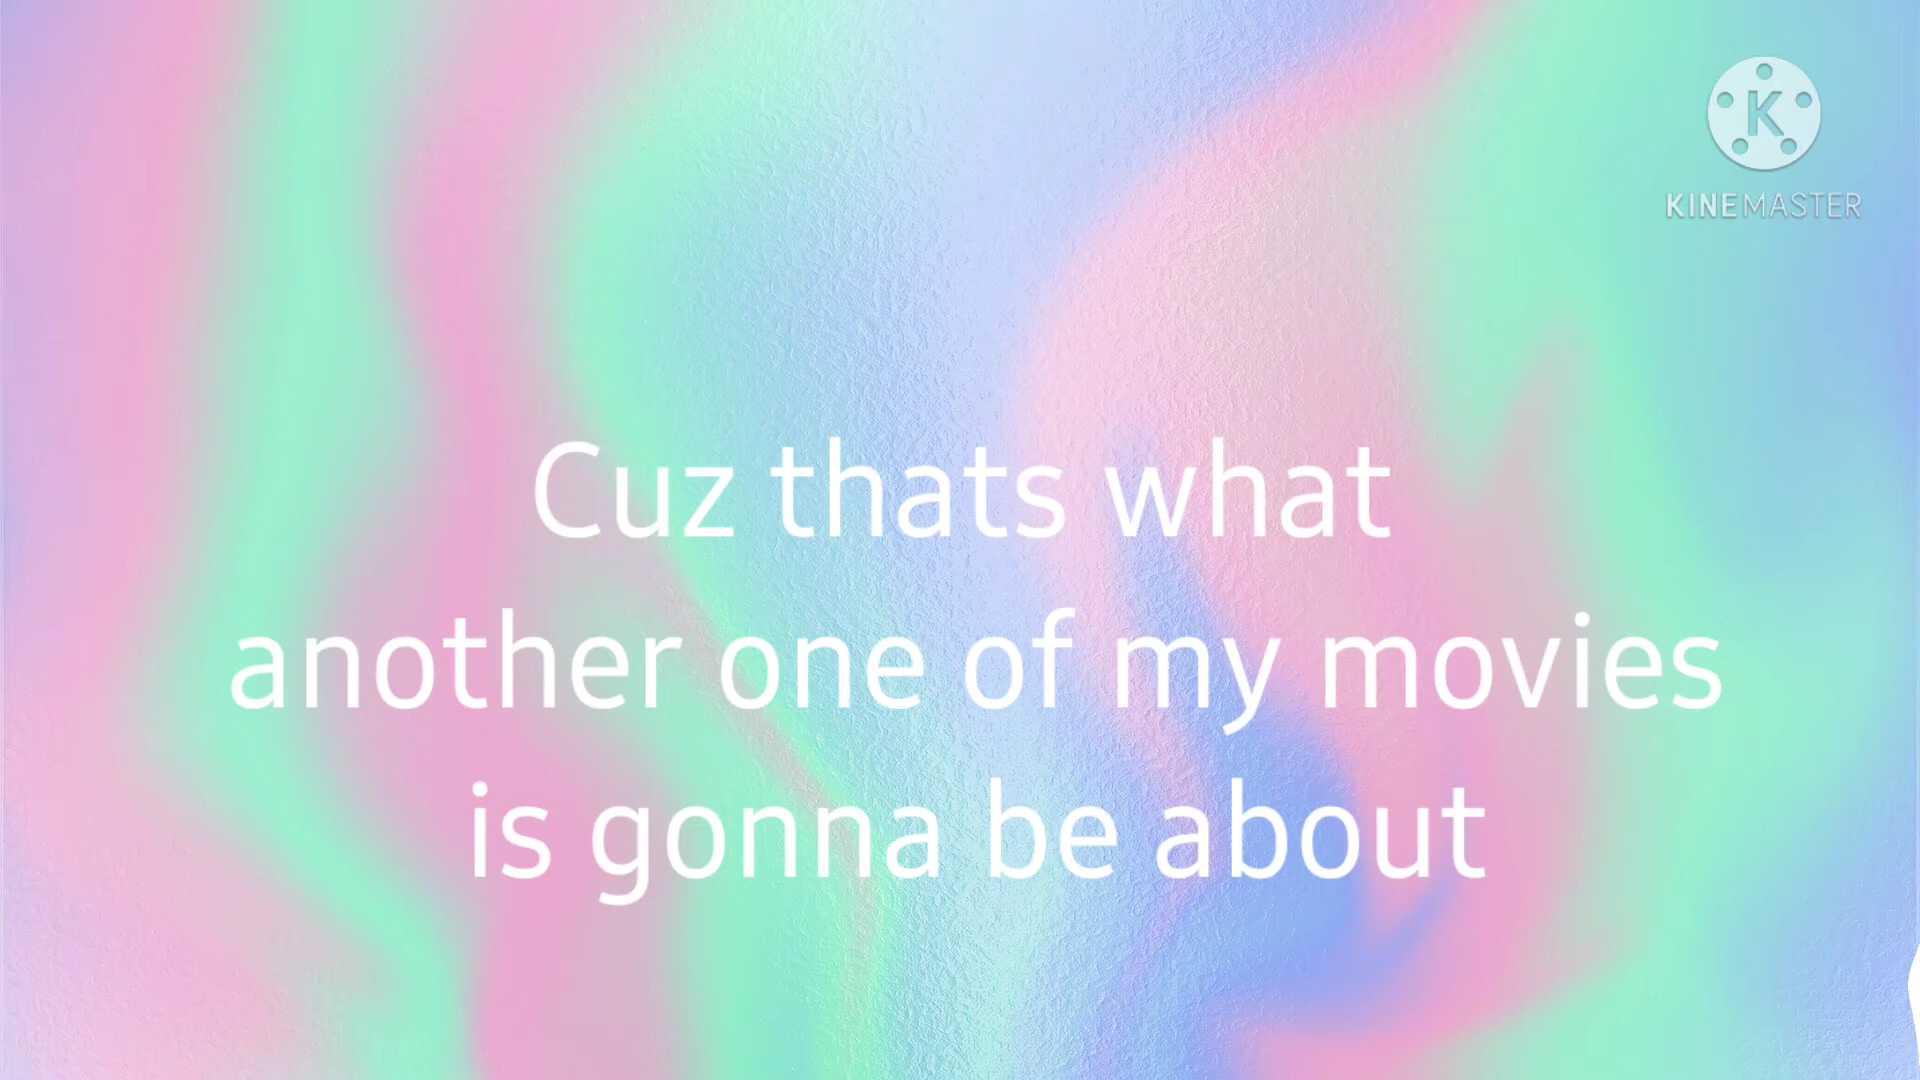 K
KINEMASTER
Cuz thats what
another one of my movies
is gonna be about